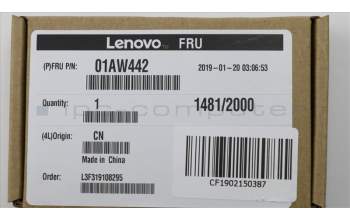 Lenovo FRU
(P)FRU P/N: 01AW442 2019-01-20 03:06:53
Quantity: 1 1481/2000
(4L)Origin: CN
Made in China
Order: L3F319108295
CF1902150387